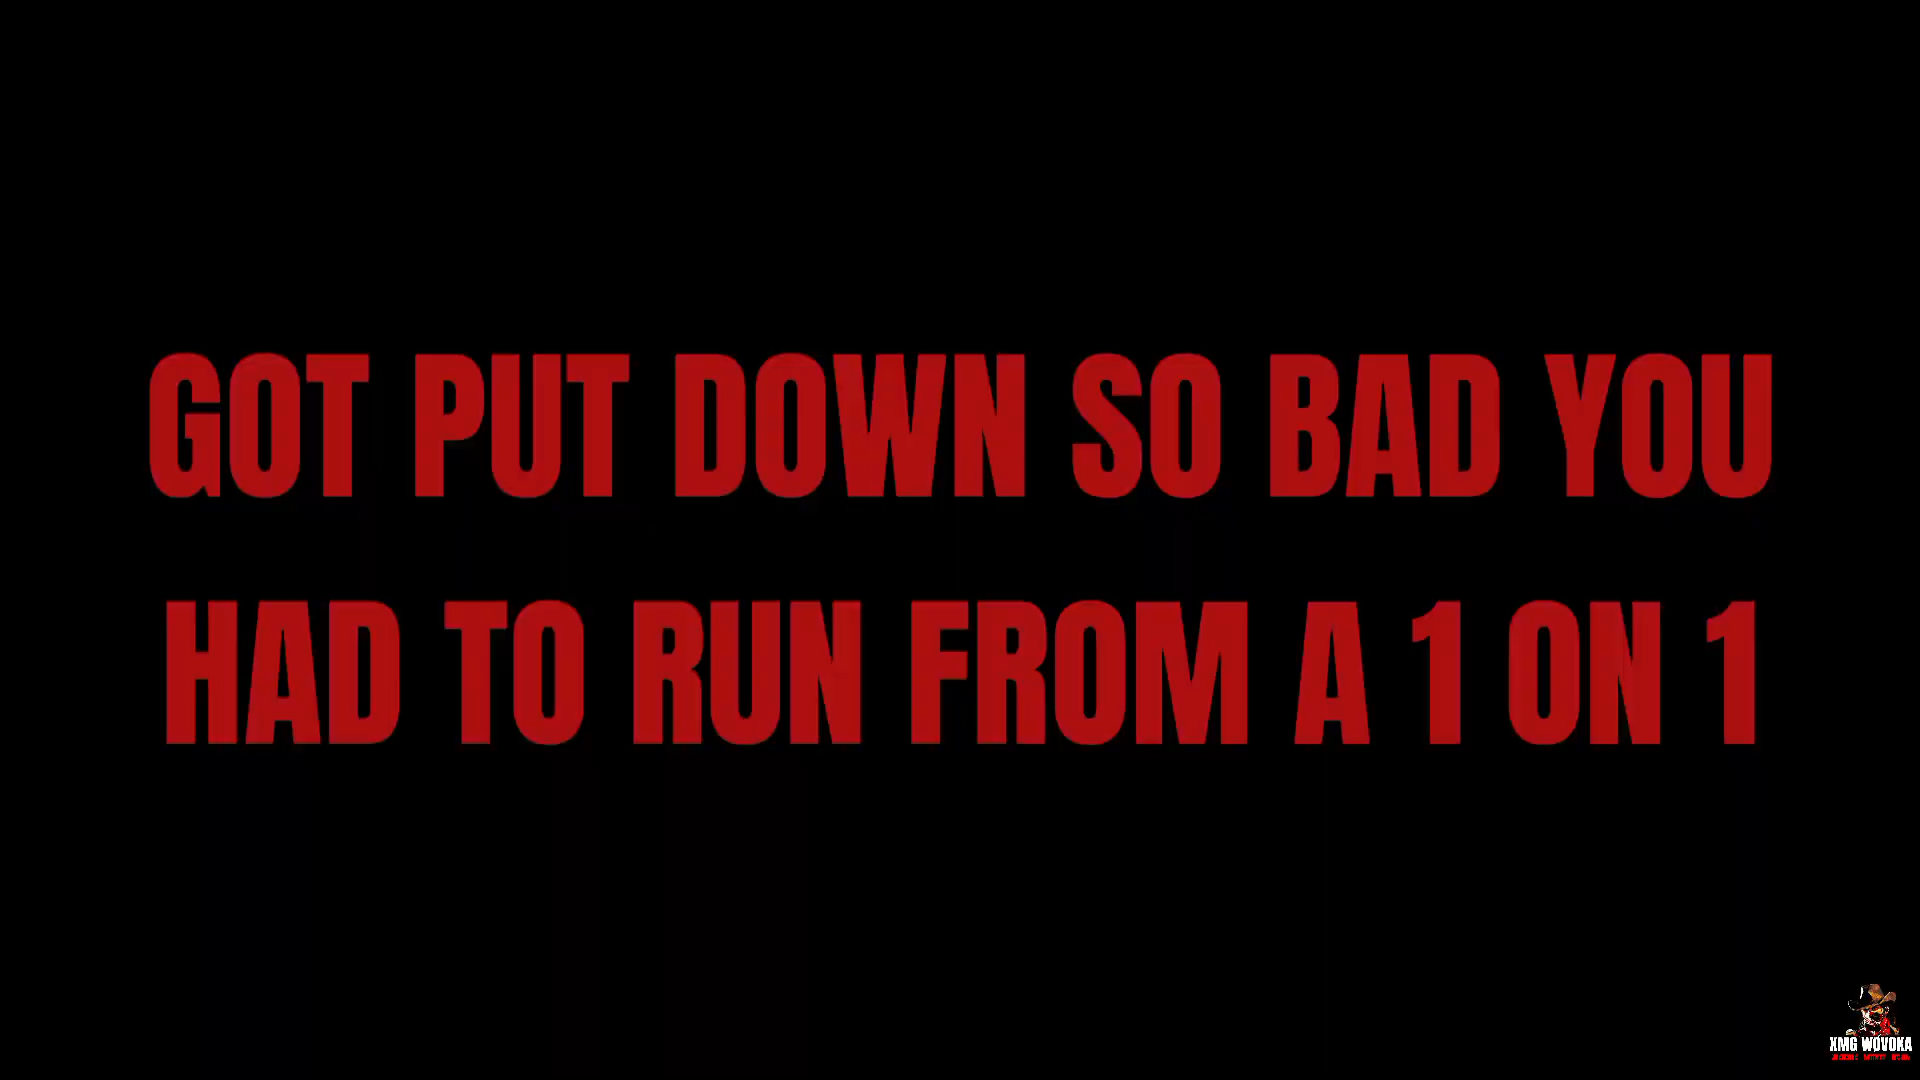 GOT PUT DOWN SO BAD YOU
HAD TO RUN FROM A 1 ON 1
XMG WOVOKA